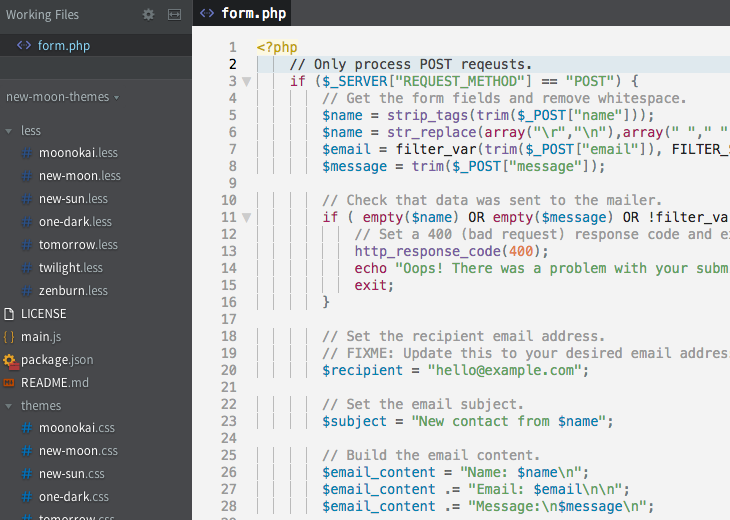 Working Files
form.php
new-moon-themes
less
moonokai.less
new-moon.less
new-sun.less
one-dark.less
tomorrow.less
twilight.less
zenburn.less
LICENSE
main.js
package.json
README.md
themes
moonokai.css
new-moon.css
new-sun.css
one-dark.css
tomorrow.css
form.php
1 <?php
2 // Only process POST reqeusts.
3 if ($_SERVER["REQUEST_METHOD"] == "POST") {
4 // Get the form fields and remove whitespace.
5 $name = strip_tags(trim($_POST["name"]));
6 $name = str_replace(array("\r","\n"),array(" "," "
7 $email = filter_var(trim($_POST["email"]), FILTER_S
8 $message = trim($_POST["message"]);
9
10 // Check that data was sent to the mailer.
11 if ( empty($name) OR empty($message) OR !filter_va
12 // Set a 400 (bad request) response code and e
13 http_response_code(400);
14 echo "Oops! There was a problem with your subm
15 exit;
16 }
17
18 // Set the recipient email address.
19 // FIXME: Update this to your desired email addres
20 $recipient = "hello@example.com";
21
22 // Set the email subject.
23 $subject = "New contact from $name";
24
25 // Build the email content.
26 $email_content = "Name: $name\n";
27 $email_content .= "Email: $email\n\n";
28 $email_content .= "Message:\n$message\n";